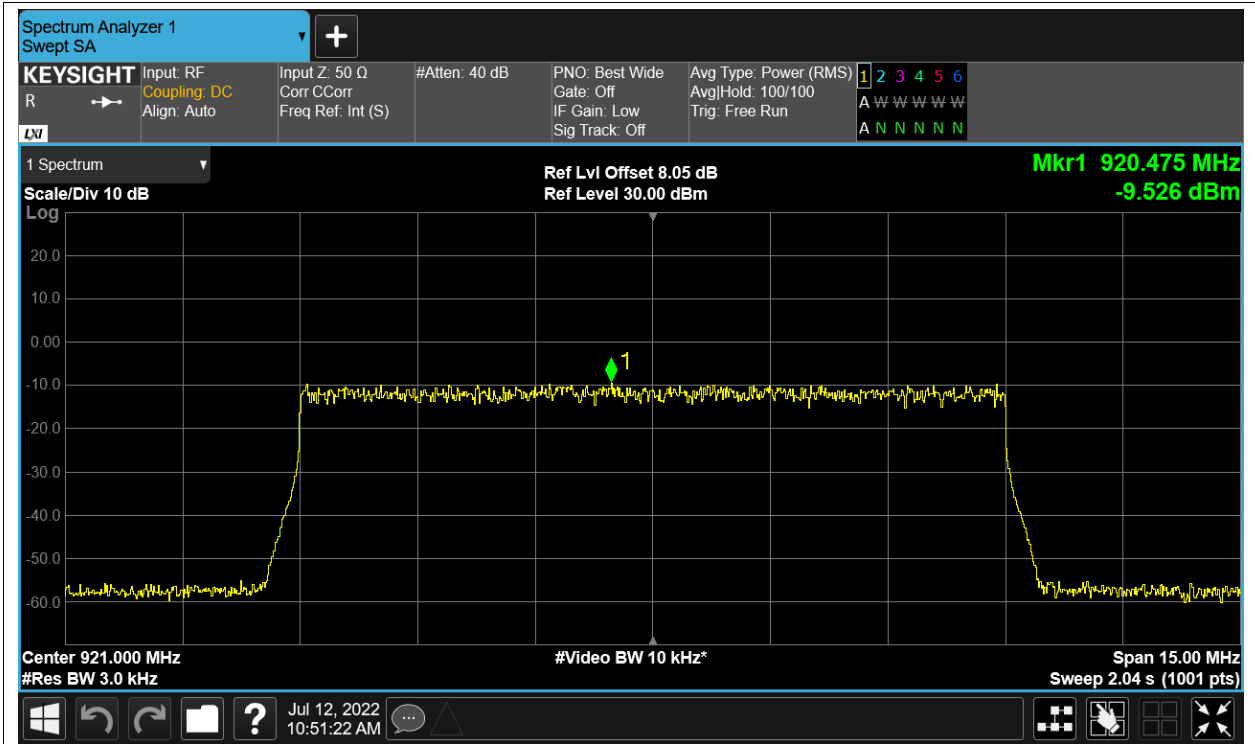 Spectrum Analyzer 1
Swept SA
KEYSIGHT
R
LXI
Input: RF
Coupling: DC
Align: Auto
Input Z: 50 Ω
Corr CCorr
Freq Ref: Int (S)
#Atten: 40 dB
PNO: Best Wide
Gate: Off
IF Gain: Low
Sig Track: Off
Avg Type: Power (RMS)
Avg|Hold: 100/100
Trig: Free Run
1 2 3 4 5 6
A W W W W W
A N N N N N
1 Spectrum
Scale/Div 10 dB
Ref Lvl Offset 8.05 dB
Ref Level 30.00 dBm
Mkr1 920.475 MHz
-9.526 dBm
Log
20.0
10.0
0.00
-10.0
-20.0
-30.0
-40.0
-50.0
-60.0
1
Center 921.000 MHz
#Res BW 3.0 kHz
#Video BW 10 kHz*
Span 15.00 MHz
Sweep 2.04 s (1001 pts)
?
Jul 12, 2022
10:51:22 AM